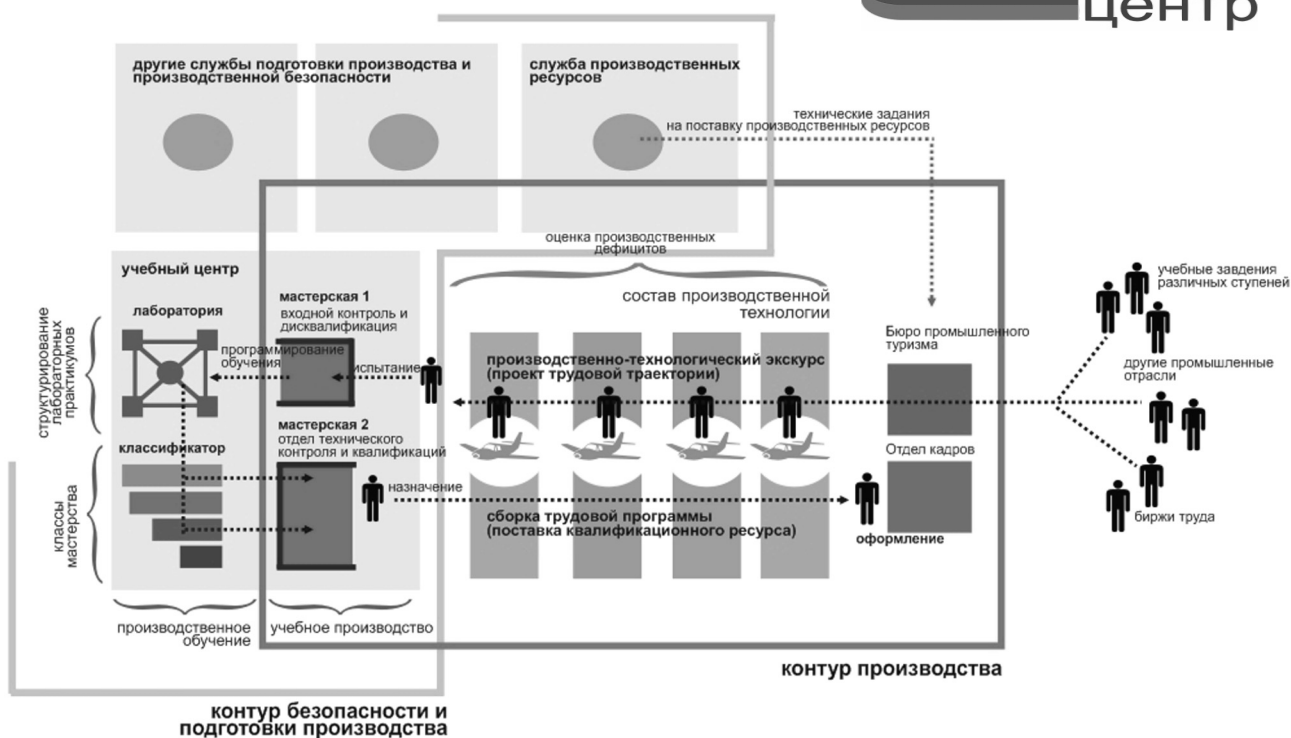 центр
другие службы подготовки производства и
производственной безопасности
служба производственных
ресурсов
технические задания
на поставку производственных ресурсов
оценка производственных
дефицитов
учебный центр
лаборатория
мастерская 1
входной контроль и
дисквалификация
программирование
обучения
испытание
состав производственной
технологии
производственно-технологический экскурс
(проект трудовой траектории)
Бюро промышленного
туризма
учебные завдения
различных ступеней
другие промышленные
отрасли
биржи труда
структурирование
лабораторных
практикумов
классификатор
классы
мастерства
мастерская 2
отдел технического
контроля и квалификаций
назначение
сборка трудовой программы
(поставка квалификационного ресурса)
Отдел кадров
оформление
производственное
обучение
учебное производство
контур производства
контур безопасности и
подготовки производства